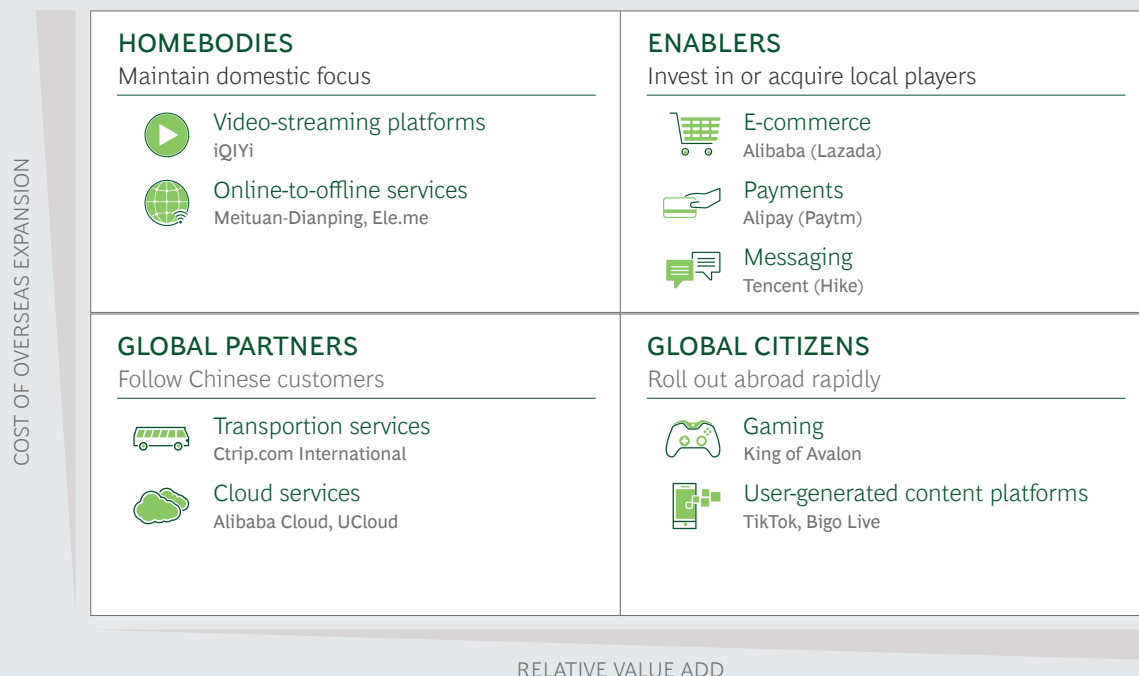 COST OF OVERSEAS EXPANSION
HOMEBODIES
Maintain domestic focus
Video-streaming platforms
iQIYi
Online-to-offline services
Meituan-Dianping, Ele.me
ENABLERS
Invest in or acquire local players
E-commerce
Alibaba (Lazada)
Payments
Alipay (Paytm)
Messaging
Tencent (Hike)
GLOBAL PARTNERS
Follow Chinese customers
Transportion services
Ctrip.com International
Cloud services
Alibaba Cloud, UCloud
GLOBAL CITIZENS
Roll out abroad rapidly
Gaming
King of Avalon
User-generated content platforms
TikTok, Bigo Live
RELATIVE VALUE ADD